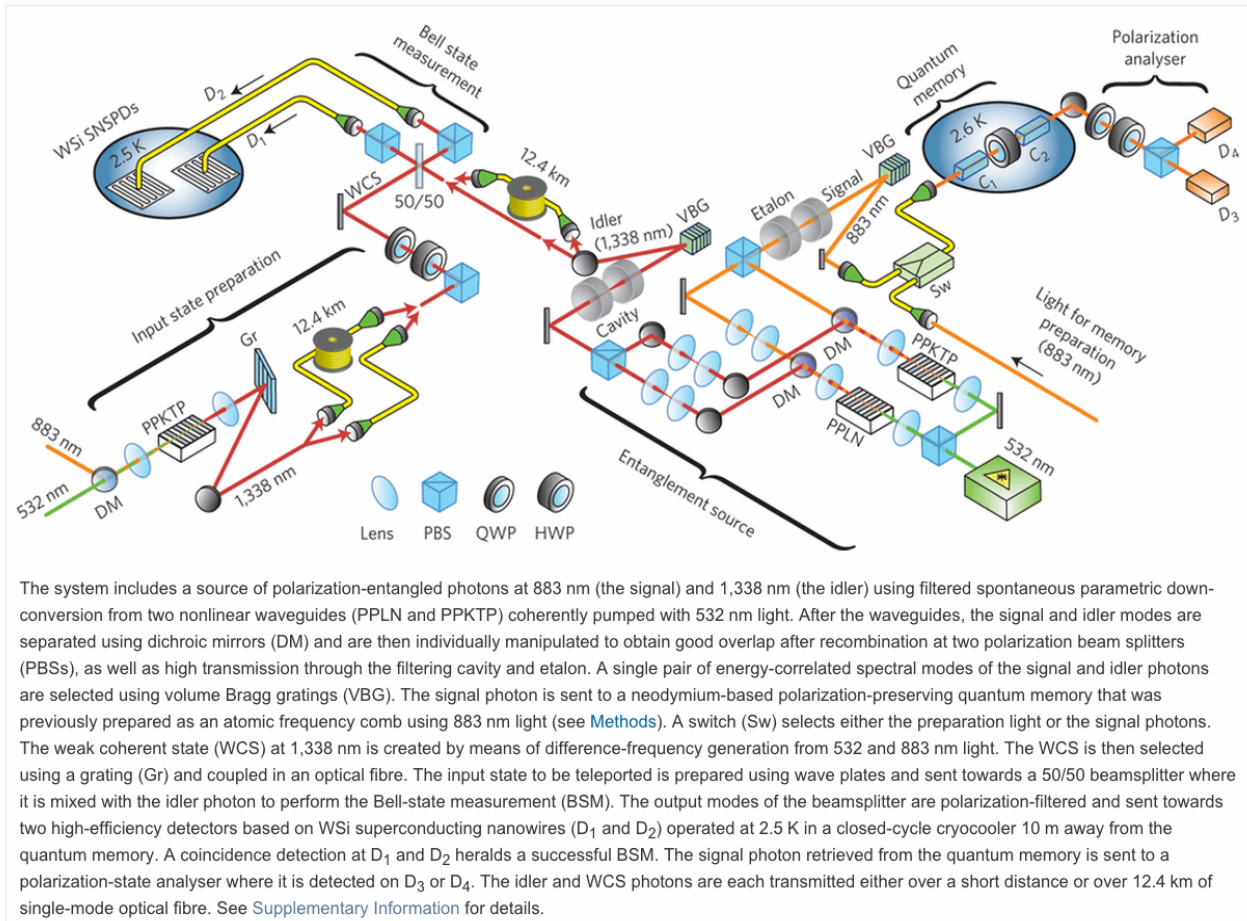 Bell state
measurement
Polarization
analyser
Quantum
memory
WSi SNSPDs
2.5 K
D2
D1
2.6 K
C1
C2
D4
D3
VBG
12.4 km
WCS
50/50
Idler
(1,338 nm)
VBG
Etalon
Signal
883 nm
Sw
Light for memory
preparation
(883 nm)
Input state preparation
12.4 km
Gr
Cavity
DM
PPKTP
DM
PPLN
532 nm
PPKTP
883 nm
532 nm
DM
1,338 nm
Entanglement source
Lens
PBS
QWP
HWP
The system includes a source of polarization-entangled photons at 883 nm (the signal) and 1,338 nm (the idler) using filtered spontaneous parametric down-
conversion from two nonlinear waveguides (PPLN and PPKTP) coherently pumped with 532 nm light. After the waveguides, the signal and idler modes are
separated using dichroic mirrors (DM) and are then individually manipulated to obtain good overlap after recombination at two polarization beam splitters
(PBSs), as well as high transmission through the filtering cavity and etalon. A single pair of energy-correlated spectral modes of the signal and idler photons
are selected using volume Bragg gratings (VBG). The signal photon is sent to a neodymium-based polarization-preserving quantum memory that was
previously prepared as an atomic frequency comb using 883 nm light (see Methods). A switch (Sw) selects either the preparation light or the signal photons.
The weak coherent state (WCS) at 1,338 nm is created by means of difference-frequency generation from 532 and 883 nm light. The WCS is then selected
using a grating (Gr) and coupled in an optical fibre. The input state to be teleported is prepared using wave plates and sent towards a 50/50 beamsplitter where
it is mixed with the idler photon to perform the Bell-state measurement (BSM). The output modes of the beamsplitter are polarization-filtered and sent towards
two high-efficiency detectors based on WSi superconducting nanowires (D1 and D2) operated at 2.5 K in a closed-cycle cryocooler 10 m away from the
quantum memory. A coincidence detection at D1 and D2 heralds a successful BSM. The signal photon retrieved from the quantum memory is sent to a
polarization-state analyser where it is detected on D3 or D4. The idler and WCS photons are each transmitted either over a short distance or over 12.4 km of
single-mode optical fibre. See Supplementary Information for details.